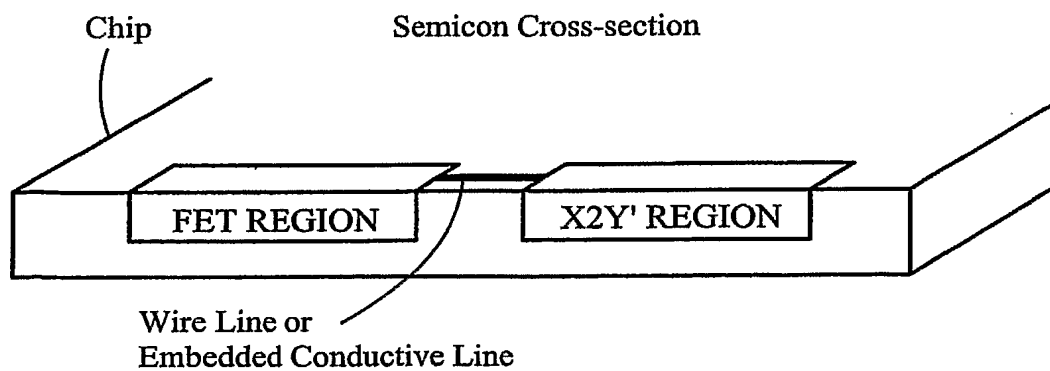 Chip
Semicon Cross-section
FET REGION
X2Y' REGION
Wire Line or
Embedded Conductive Line